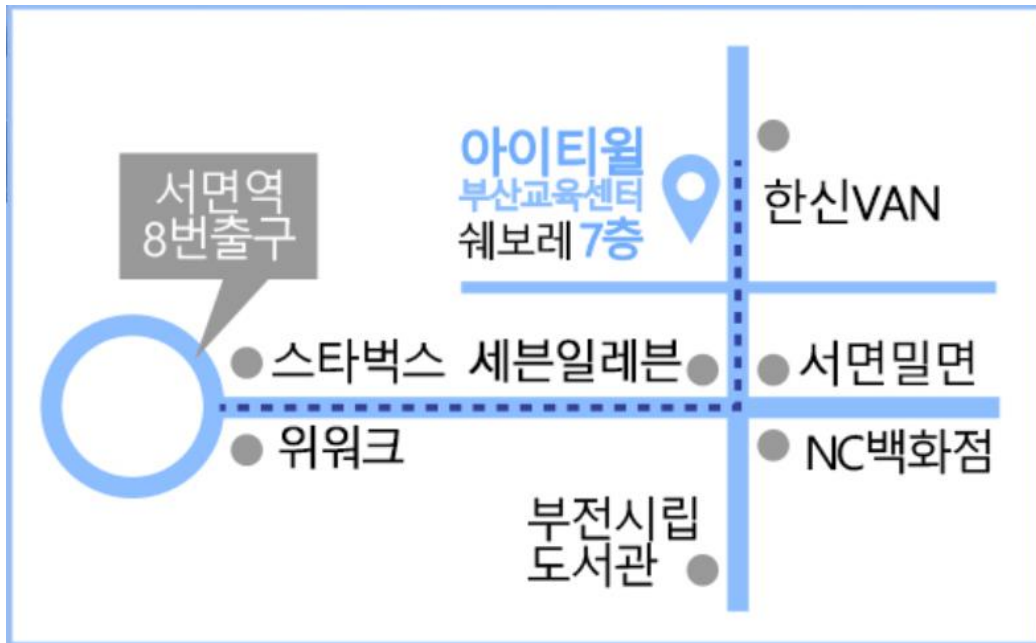 아이티윌
부산교육센터
쉐보레 7층
한신VAN
서면역
8번출구
스타벅스
세븐일레븐
서면밀면
위워크
NC백화점
부전시립
도서관